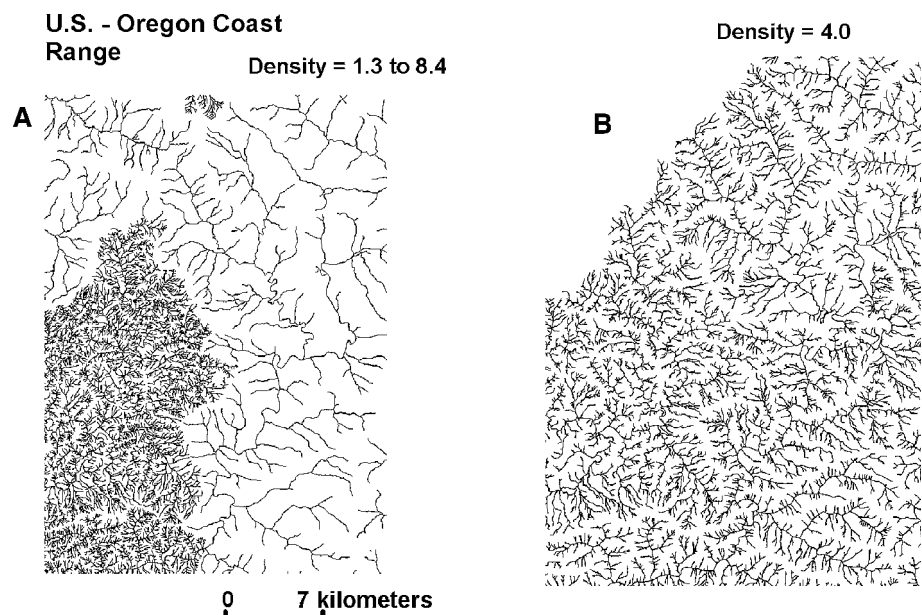 U.S. - Oregon Coast
Range
Density = 1.3 to 8.4
Density = 4.0
A
B
0 7 kilometers